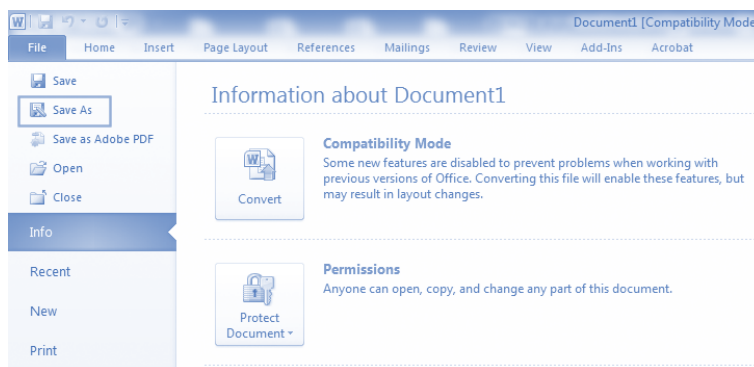 Document1 [Compatibility Mode
File Home Insert Page Layout References Mailings Review View Add-Ins Acrobat
Save
Save As
Save as Adobe PDF
Open
Close
Info
Recent
New
Print
Information about Document1
Convert
Compatibility Mode
Some new features are disabled to prevent problems when working with
previous versions of Office. Converting this file will enable these features, but
may result in layout changes.
Protect
Document
Permissions
Anyone can open, copy, and change any part of this document.